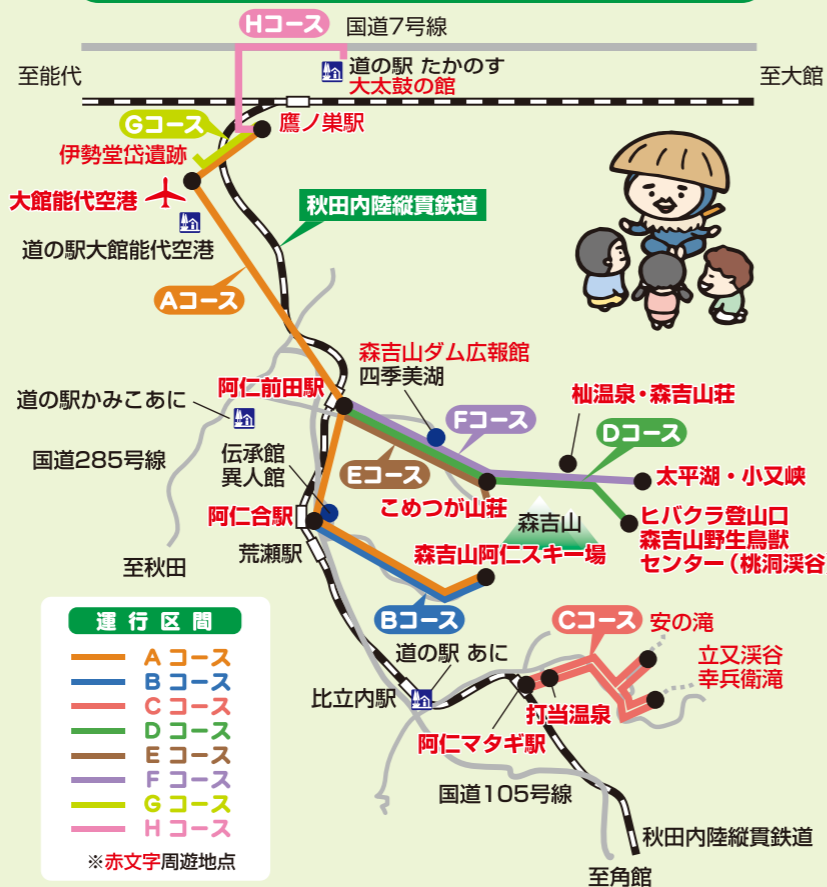 Hコース
国道7号線
至能代
道の駅 たかのす
大太鼓の館
至大館
Gコース
鷹ノ巣駅
伊勢堂岱遺跡
大館能代空港
秋田内陸縦貫鉄道
道の駅大館能代空港
Aコース
森吉山ダム広報館
四季美湖
阿仁前田駅
杣温泉・森吉山荘
道の駅かみこあに
Fコース
Dコース
国道285号線
伝承館
異人館
Eコース
太平湖・小又峡
こめつが山荘
阿仁合駅
森吉山
ヒバクラ登山口
森吉山野生鳥獣
センター(桃洞渓谷
荒瀬駅
至秋田
森吉山阿仁スキー場
Bコース
Cコース
安の滝
道の駅 あに
立又渓谷
幸兵衛滝
比立内駅
打当温泉
阿仁マタギ駅
国道105号線
秋田内陸縦貫鉄道
至角館
運行区間
Aコース
Bコース
Cコース
Dコース
Eコース
Fコース
Gコース
Hコース
※赤文字周遊地点